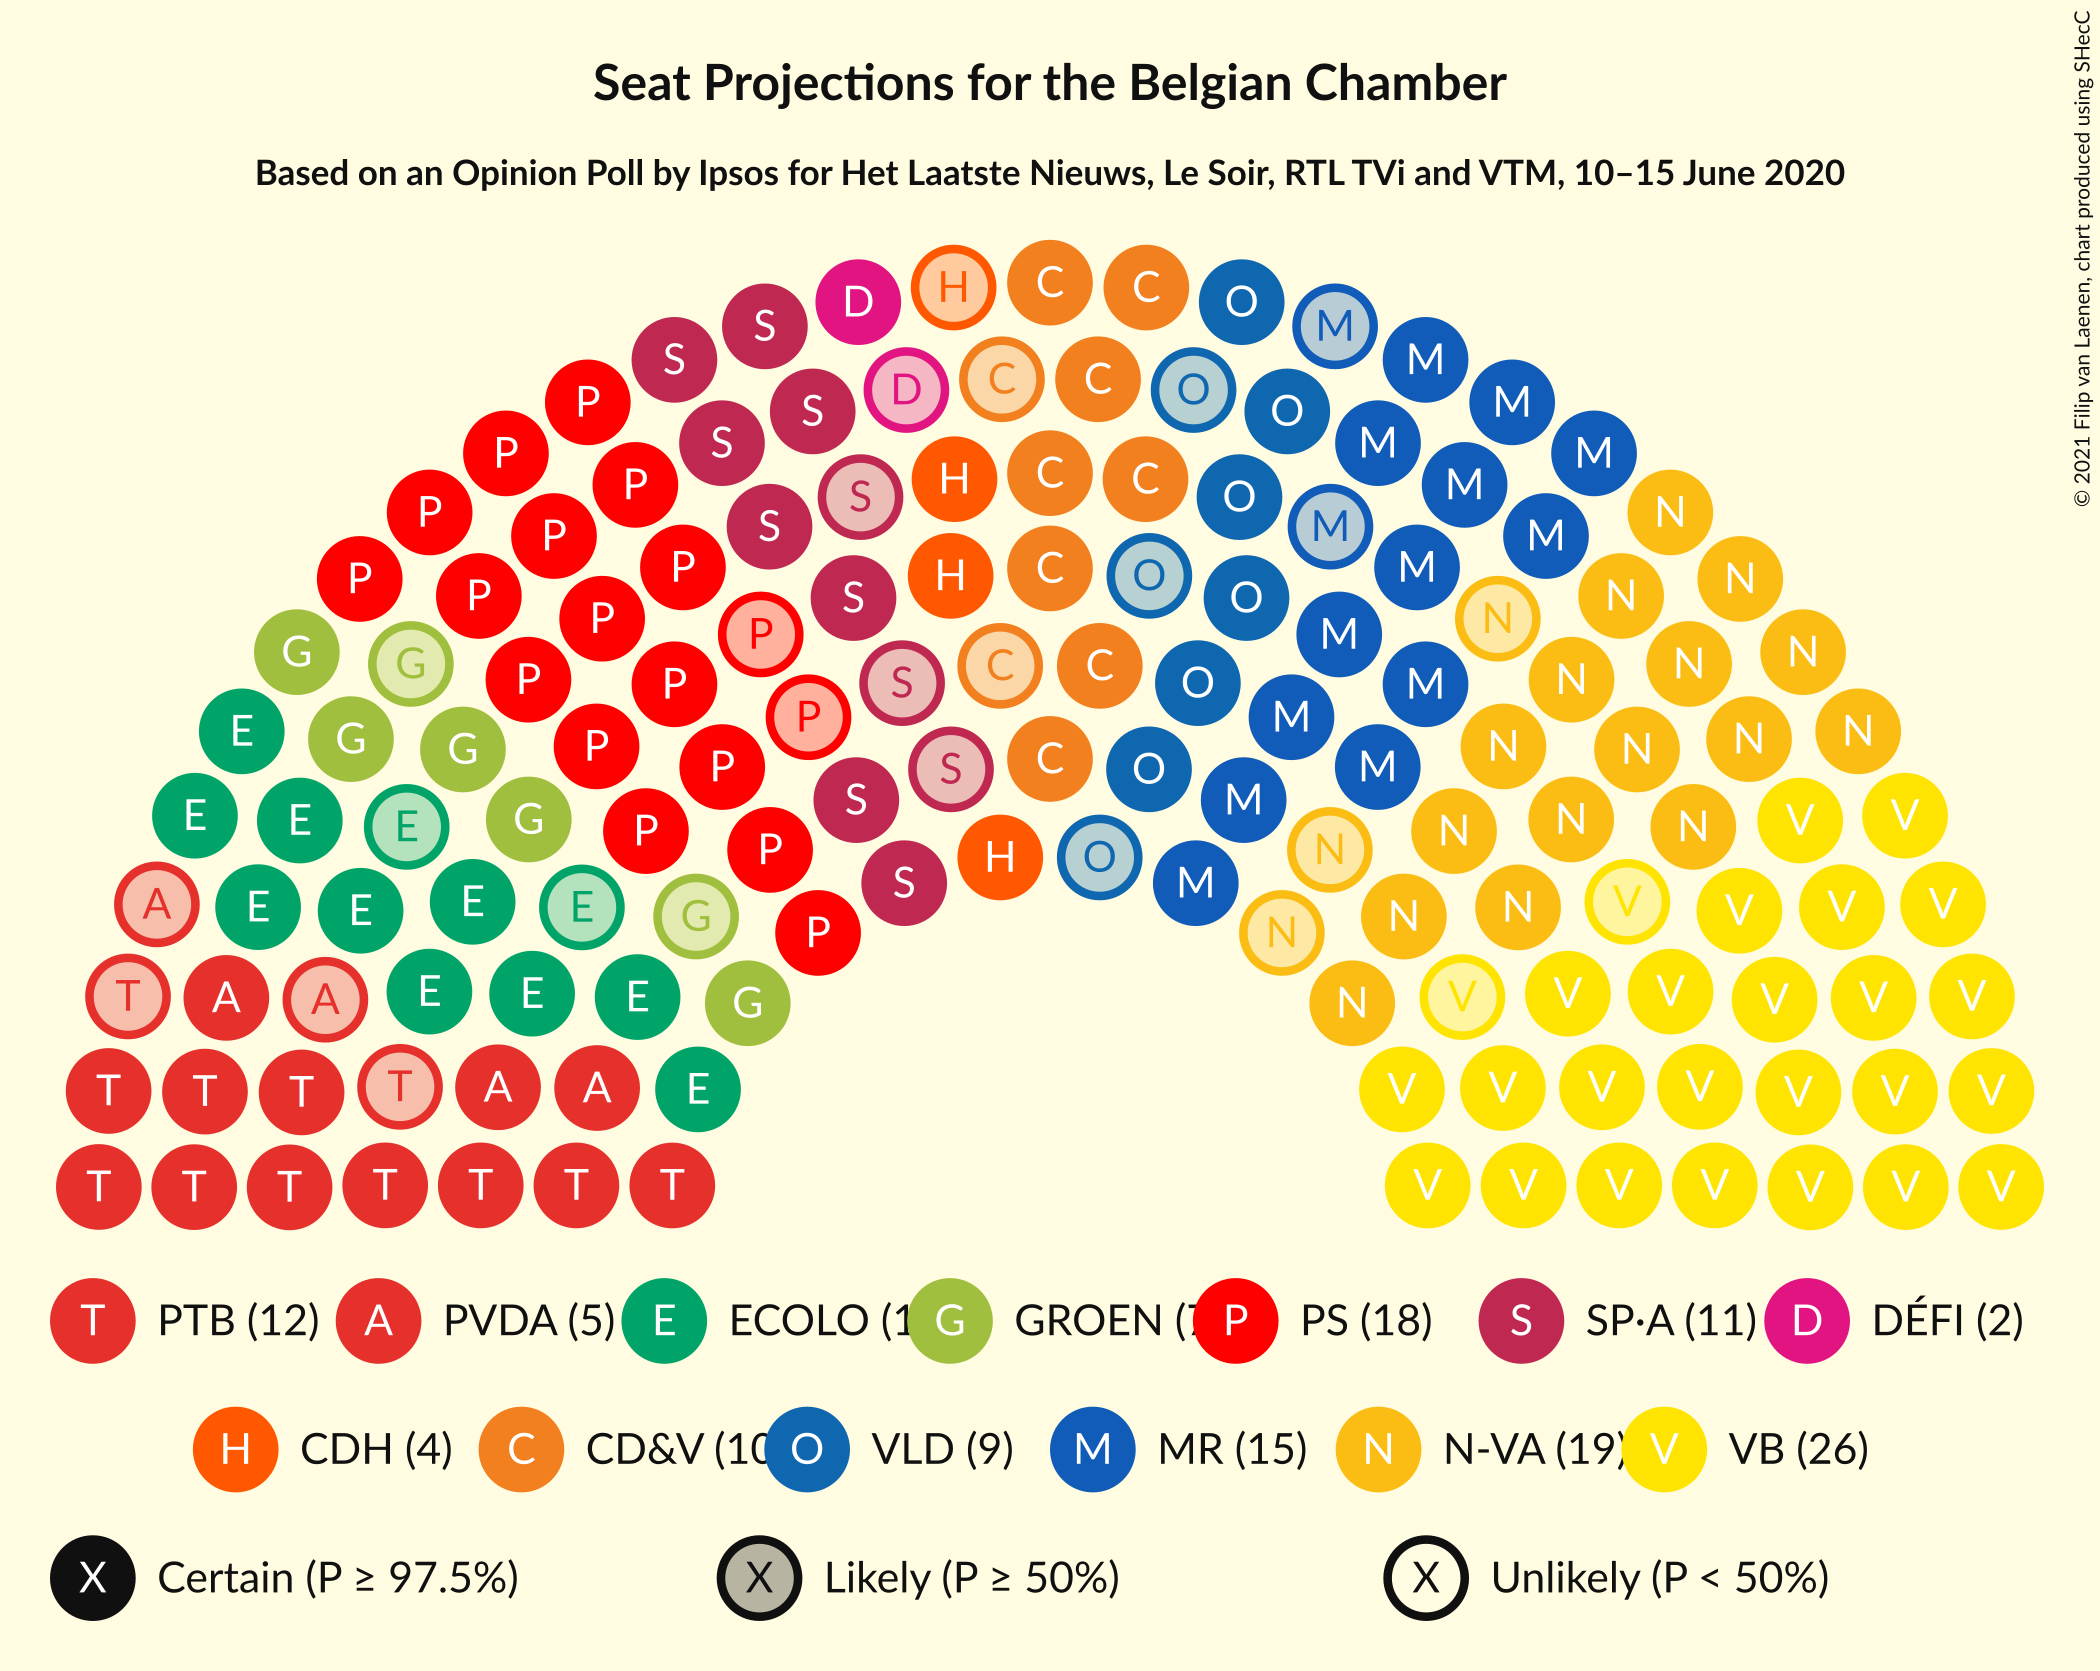 Seat Projections for the Belgian Chamber
Based on an Opinion Poll by Ipsos for Het Laatste Nieuws, Le Soir, RTL TVi and VTM, 10–15 June 2020
© 2021 Filip van Laenen, chart produced using SHecC
D H C C O
S M
S M
P S D C C O O M
P S M M
P P S H C C O M N
P S M M
P P P S H C O O M N N
P P M N
G G P P S C C O M N N N
E G G P P M N N N N
P S C O M
E E E G P S M N N N V V
P H O N
A E E E E G S M N N V V V V
P N
T A A E E E G N V V V V V V
T T T T A A E V V V V V V V
T T T T T T T V V V V V V V
T PTB (12) A PVDA (5) E ECOLO (1 G GROEN (7 P PS (18) S SP·A (11) D DÉFI (2)
H CDH (4) C CD&V (10 O VLD (9) M MR (15) N N-VA (19) V VB (26)
X Certain (P ≥ 97.5%) X Likely (P ≥ 50%) X Unlikely (P < 50%)